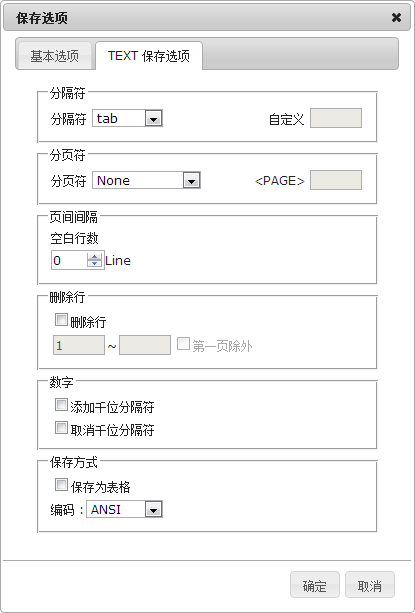 保存选项
基本选项 TEXT 保存选项
分隔符
分隔符 tab 自定义
分页符
分页符 None <PAGE>
页间间隔
空白行数
0 Line
删除行
删除行
1 ~ 第一页除外
数字
添加千位分隔符
取消千位分隔符
保存方式
保存为表格
编码 : ANSI
确定 取消